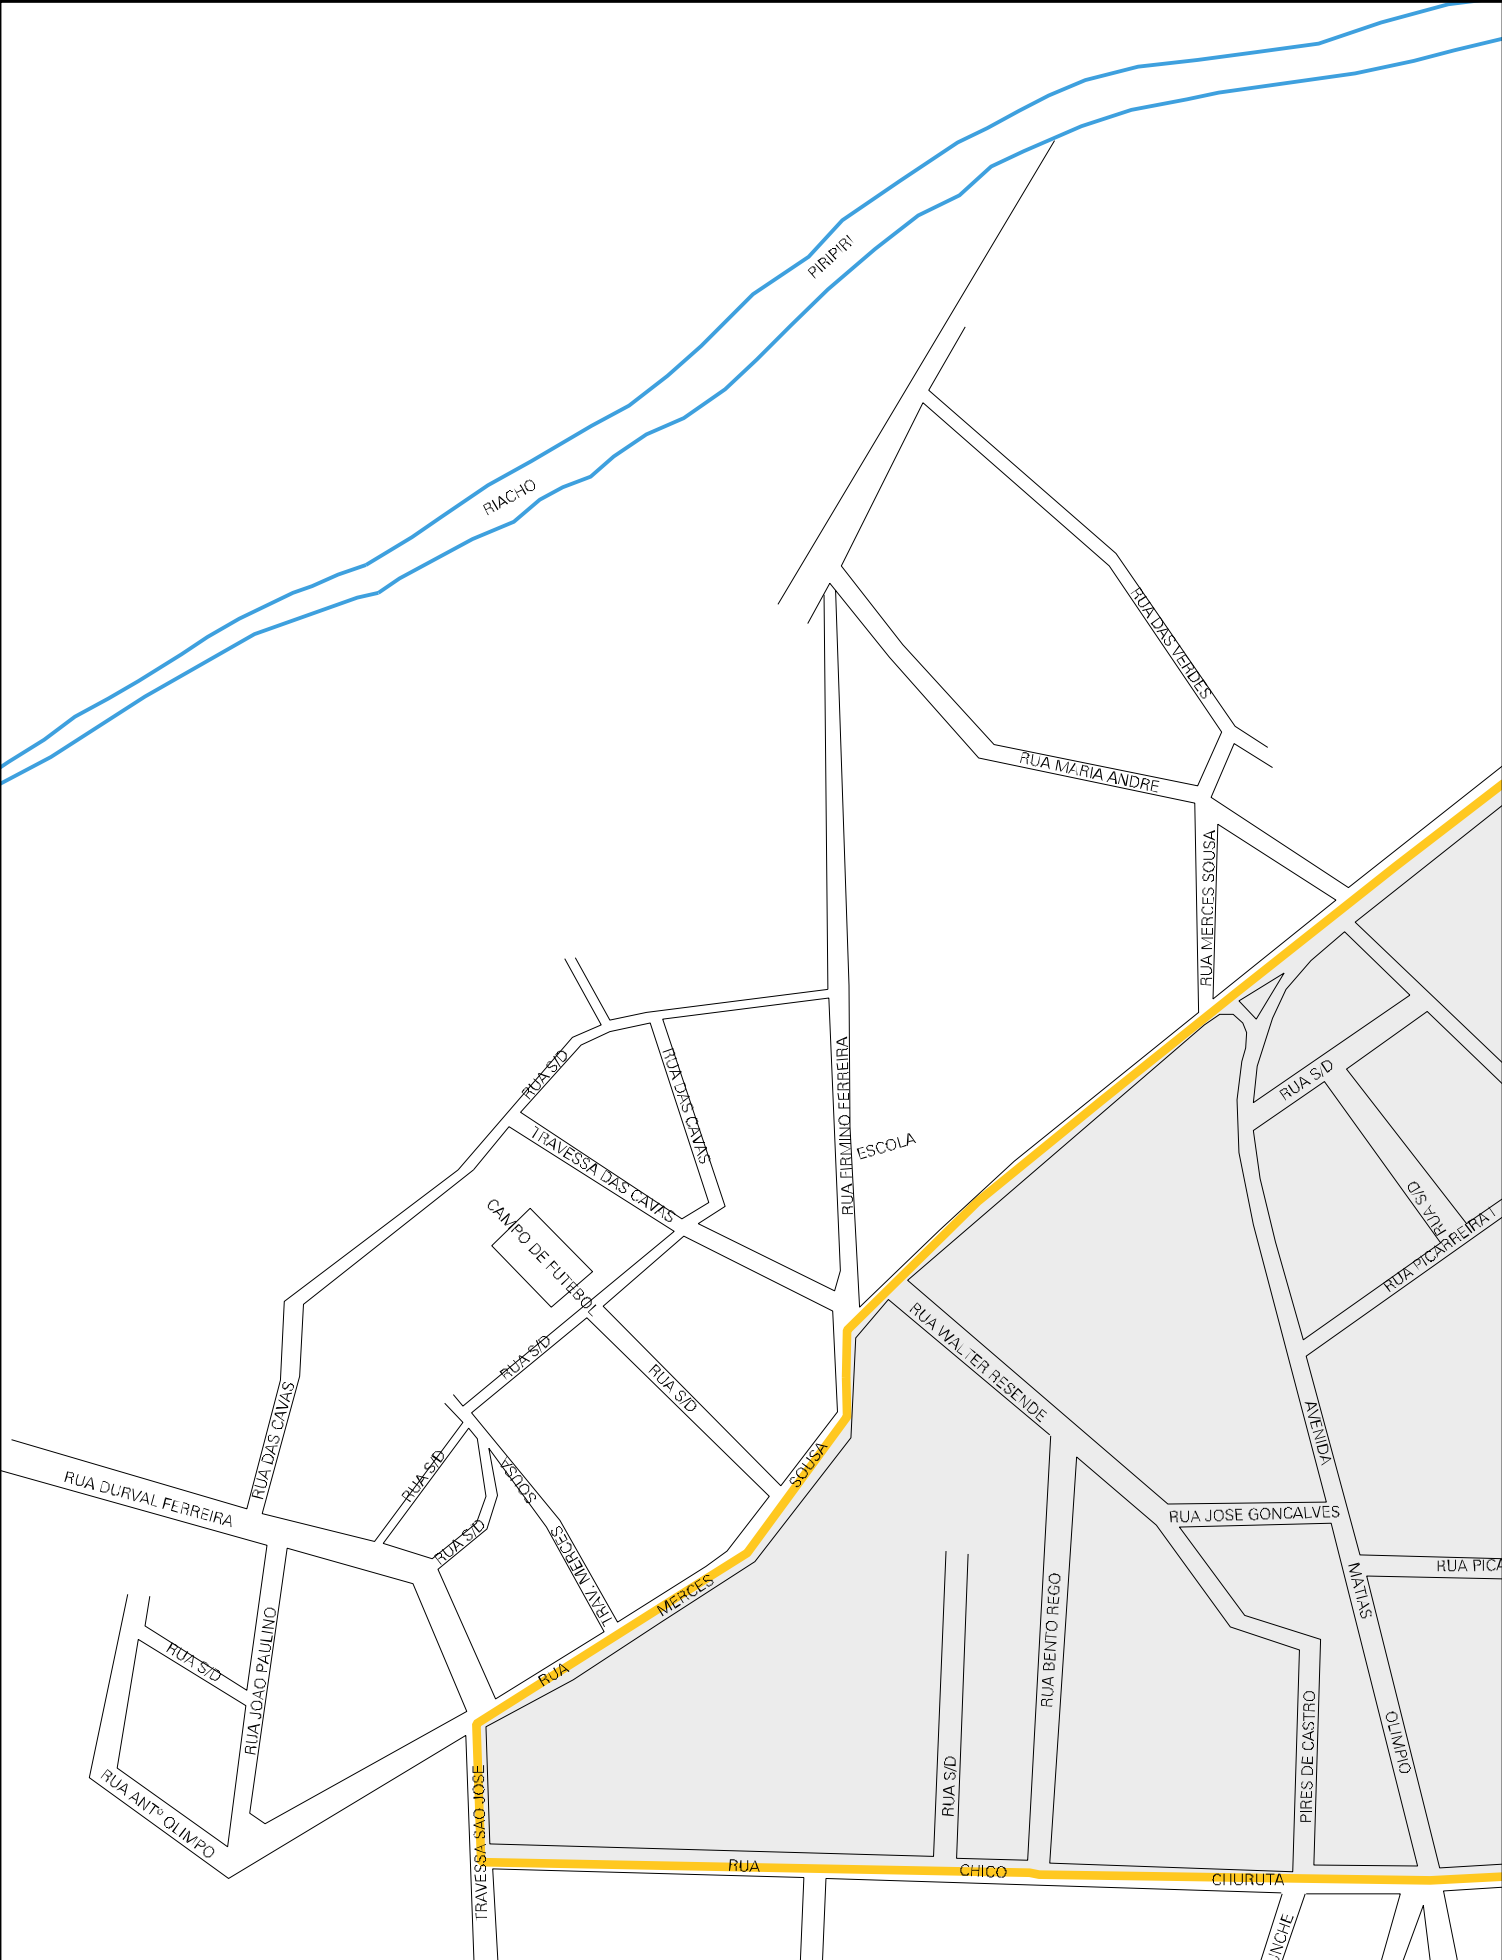 PIRIPIRI
RIACHO
RUA DAS VERDES
RUA MARIA ANDRE
RUA MERCES SOUSA
RUA S/D
RUA DAS CAVAS
RUA FIRMINO FERREIRA
ESCOLA
TRAVESSA DAS CAVAS
CAMPO DE FUTEBOL
RUA S/D
RUA S/D
RUA PICARREIRA I
RUA WALTER RESENDE
RUA S/D
RUA S/D
RUA DAS CAVAS
AVENIDA
MATIAS
OLIMPIO
RUA DURVAL FERREIRA
RUA S/D
RUA S/D
TRAV. MERCES SOUSA
RUA MERCES SOUSA
RUA JOSE GONCALVES
RUA PICA
RUA BENTO REGO
RUA S/D
RUA JOAO PAULINO
RUA ANTº OLIMPO
TRAVESSA SAO JOSE
RUA S/D
PIRES DE CASTRO
RUA CHICO CHURUTA